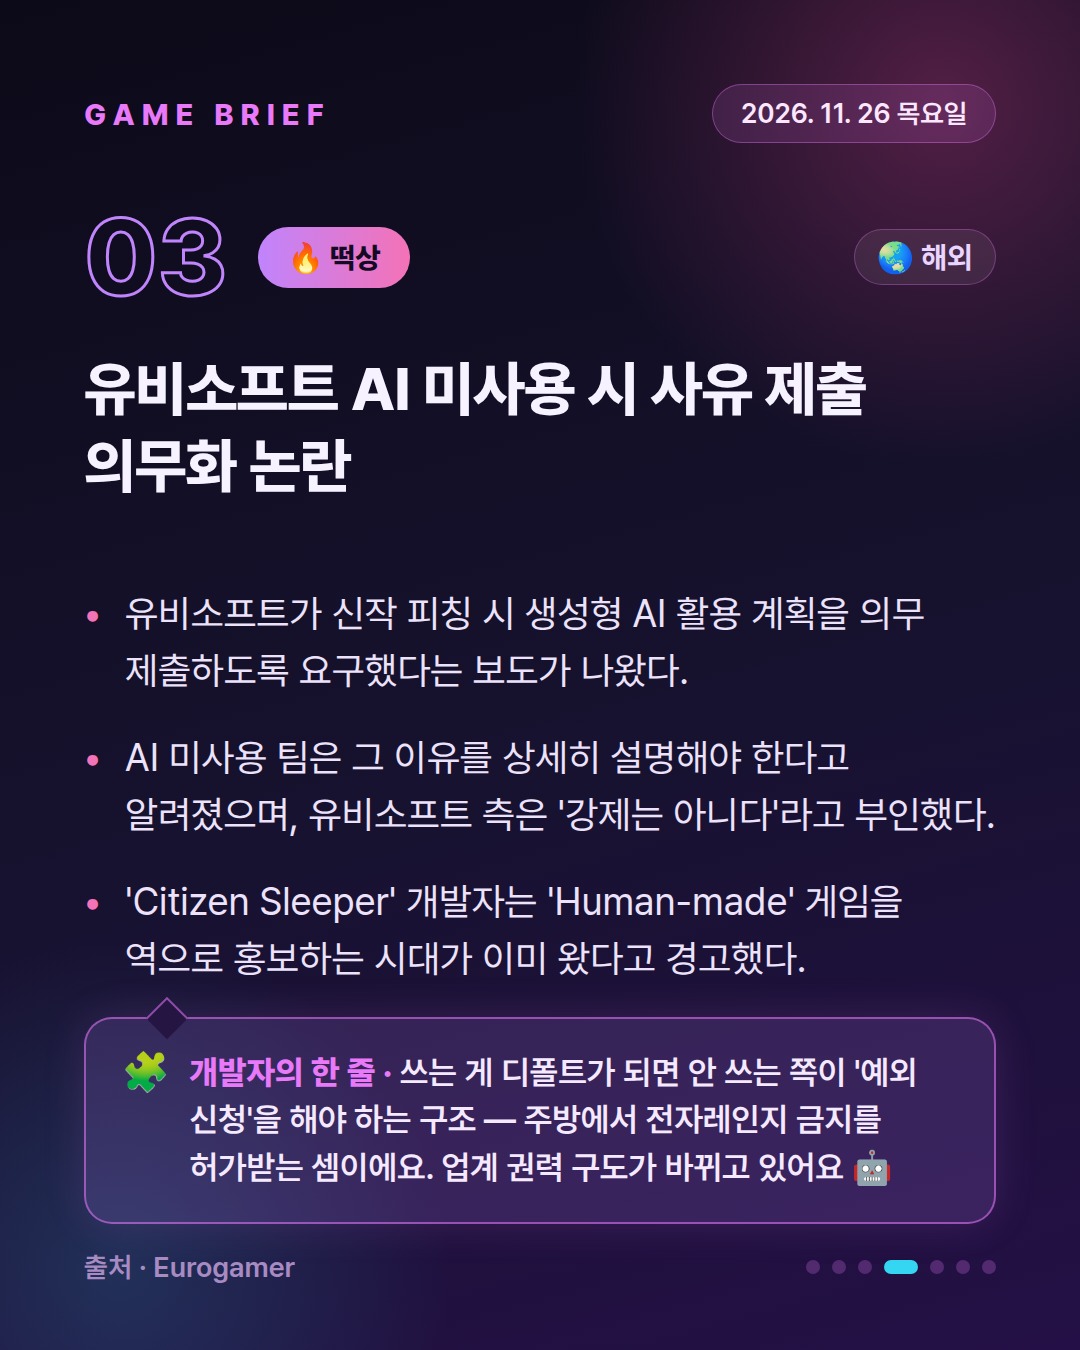 GAME BRIEF
2026. 11. 26 목요일
03
🔥 떡상
🌏 해외
유비소프트 AI 미사용 시 사유 제출
의무화 논란
• 유비소프트가 신작 피칭 시 생성형 AI 활용 계획을 의무
제출하도록 요구했다는 보도가 나왔다.
• AI 미사용 팀은 그 이유를 상세히 설명해야 한다고
알려졌으며, 유비소프트 측은 '강제는 아니다'라고 부인했다.
• 'Citizen Sleeper' 개발자는 'Human-made' 게임을
역으로 홍보하는 시대가 이미 왔다고 경고했다.
🧩 개발자의 한 줄 · 쓰는 게 디폴트가 되면 안 쓰는 쪽이 '예외
신청'을 해야 하는 구조 — 주방에서 전자레인지 금지를
허가받는 셈이에요. 업계 권력 구도가 바뀌고 있어요 🤖
출처 · Eurogamer